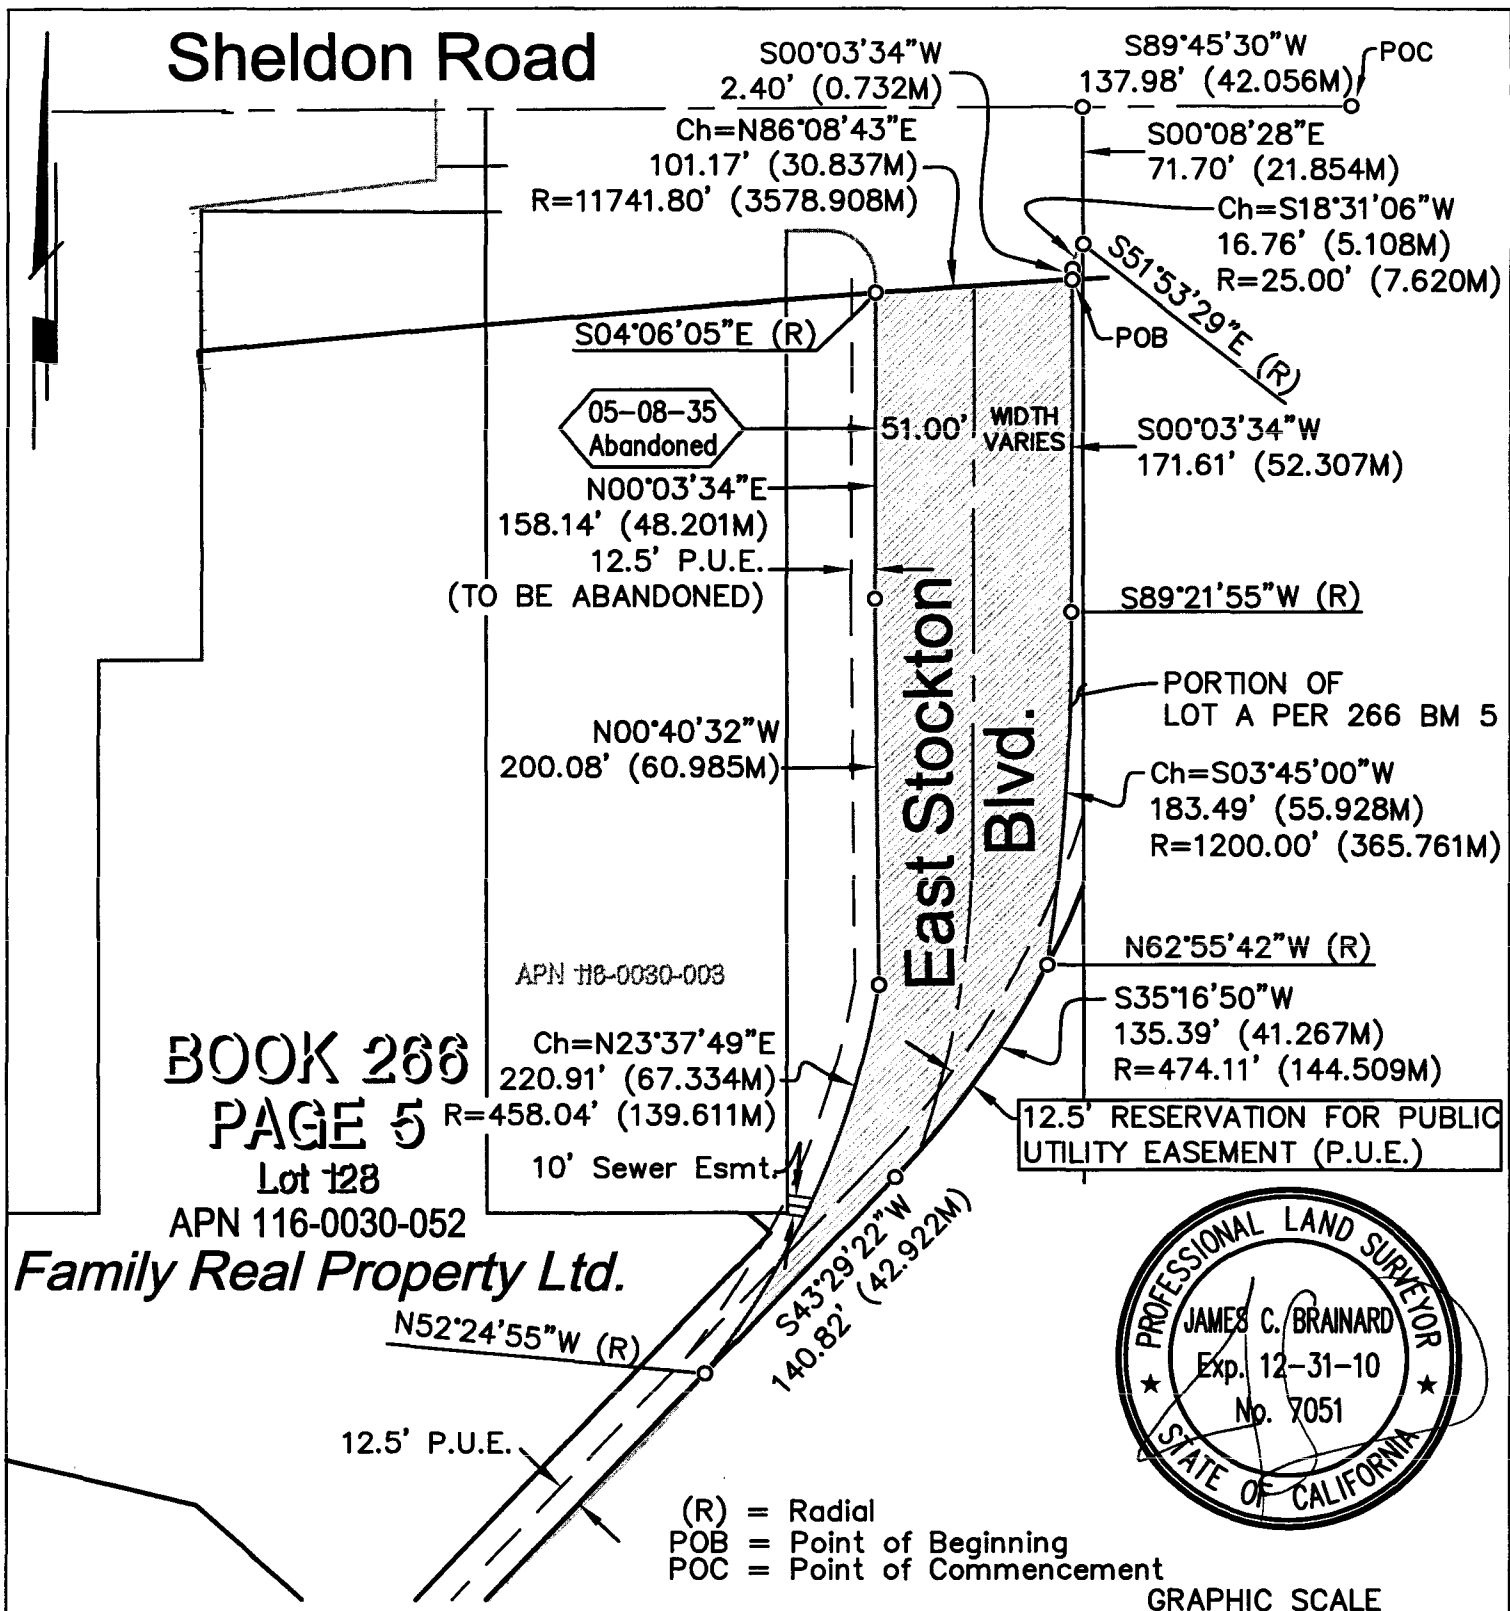 Sheldon Road
S00°03'34"W
2.40' (0.732M)
S89°45'30"W
137.98' (42.056M)
POC
Ch=N86°08'43"E
101.17' (30.837M)
R=11741.80' (3578.908M)
S00°08'28"E
71.70' (21.854M)
Ch=S18°31'06"W
16.76' (5.108M)
R=25.00' (7.620M)
S51°53'29"E (R)
POB
S04°06'05"E (R)
05-08-35
Abandoned
51.00'
WIDTH
VARIES
S00°03'34"W
171.61' (52.307M)
N00°03'34"E
158.14' (48.201M)
12.5' P.U.E.
(TO BE ABANDONED)
S89°21'55"W (R)
East Stockton
Blvd.
PORTION OF
LOT A PER 266 BM 5
N00°40'32"W
200.08' (60.985M)
Ch=S03°45'00"W
183.49' (55.928M)
R=1200.00' (365.761M)
N62°55'42"W (R)
APN 116-0030-003
S35°16'50"W
135.39' (41.267M)
R=474.11' (144.509M)
BOOK 266
PAGE 5
Lot 128
APN 116-0030-052
Family Real Property Ltd.
Ch=N23°37'49"E
220.91' (67.334M)
R=458.04' (139.611M)
10' Sewer Esmt.
12.5' RESERVATION FOR PUBLIC
UTILITY EASEMENT (P.U.E.)
S43°29'22"W
140.82' (42.922M)
N52°24'55"W (R)
12.5' P.U.E.
PROFESSIONAL LAND SURVEYOR
JAMES C. BRAINARD
Exp. 12-31-10
No. 7051
STATE OF CALIFORNIA
(R) = Radial
POB = Point of Beginning
POC = Point of Commencement
GRAPHIC SCALE